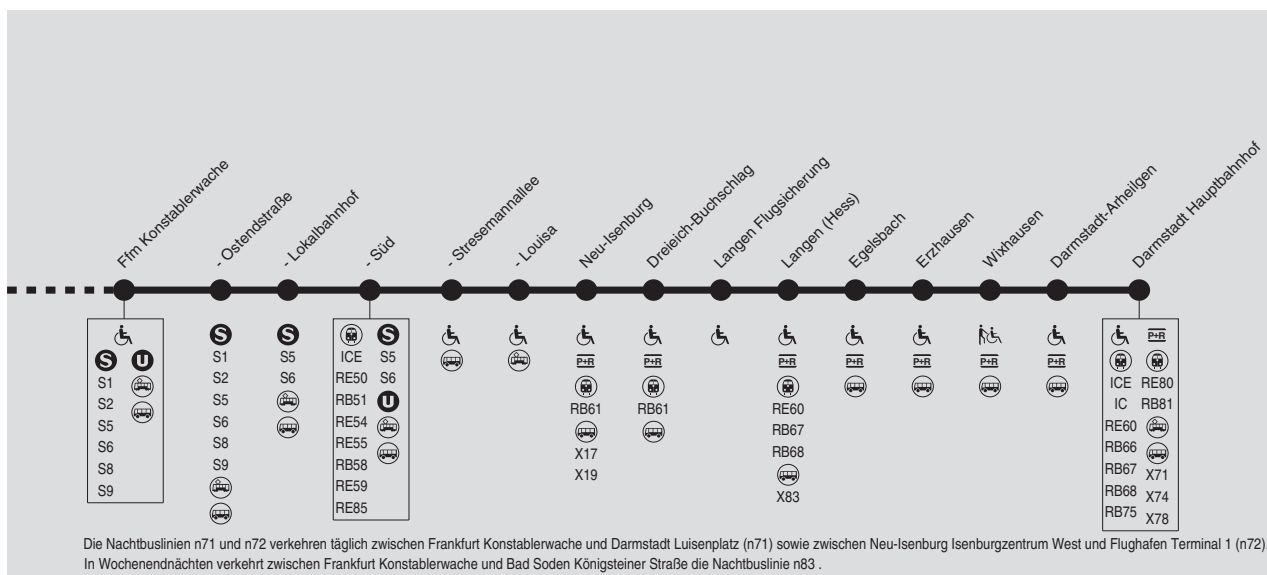 Ffm Konstablerwache
- Ostendstraße
- Lokalbahnhof
- Süd
- Stresemannallee
- Louisa
Neu-Isenburg
Dreieich-Buchschlag
Langen Flugsicherung
Langen (Hess)
Egelsbach
Erzhausen
Wixhausen
Darmstadt-Arheilgen
Darmstadt Hauptbahnhof
S U
S1
S2
S5
S6
S8
S9
S
S1
S2
S5
S6
S8
S9
S
S5
S6
S
ICE S5
RE50 S6
RB51 U
RE54
RE55
RB58
RE59
RE85
P+R
RB61
X17
X19
P+R
RB61
P+R
RE60
RB67
RB68
X83
P+R
P+R
P+R
P+R
P+R
ICE RE80
IC RB81
RE60
RB66
RB67 X71
RB68 X74
RB75 X78
Die Nachtbuslinien n71 und n72 verkehren täglich zwischen Frankfurt Konstablerwache und Darmstadt Luisenplatz (n71) sowie zwischen Neu-Isenburg Isenburgzentrum West und Flughafen Terminal 1 (n72).
In Wochenendnächten verkehrt zwischen Frankfurt Konstablerwache und Bad Soden Königsteiner Straße die Nachtbuslinie n83 .